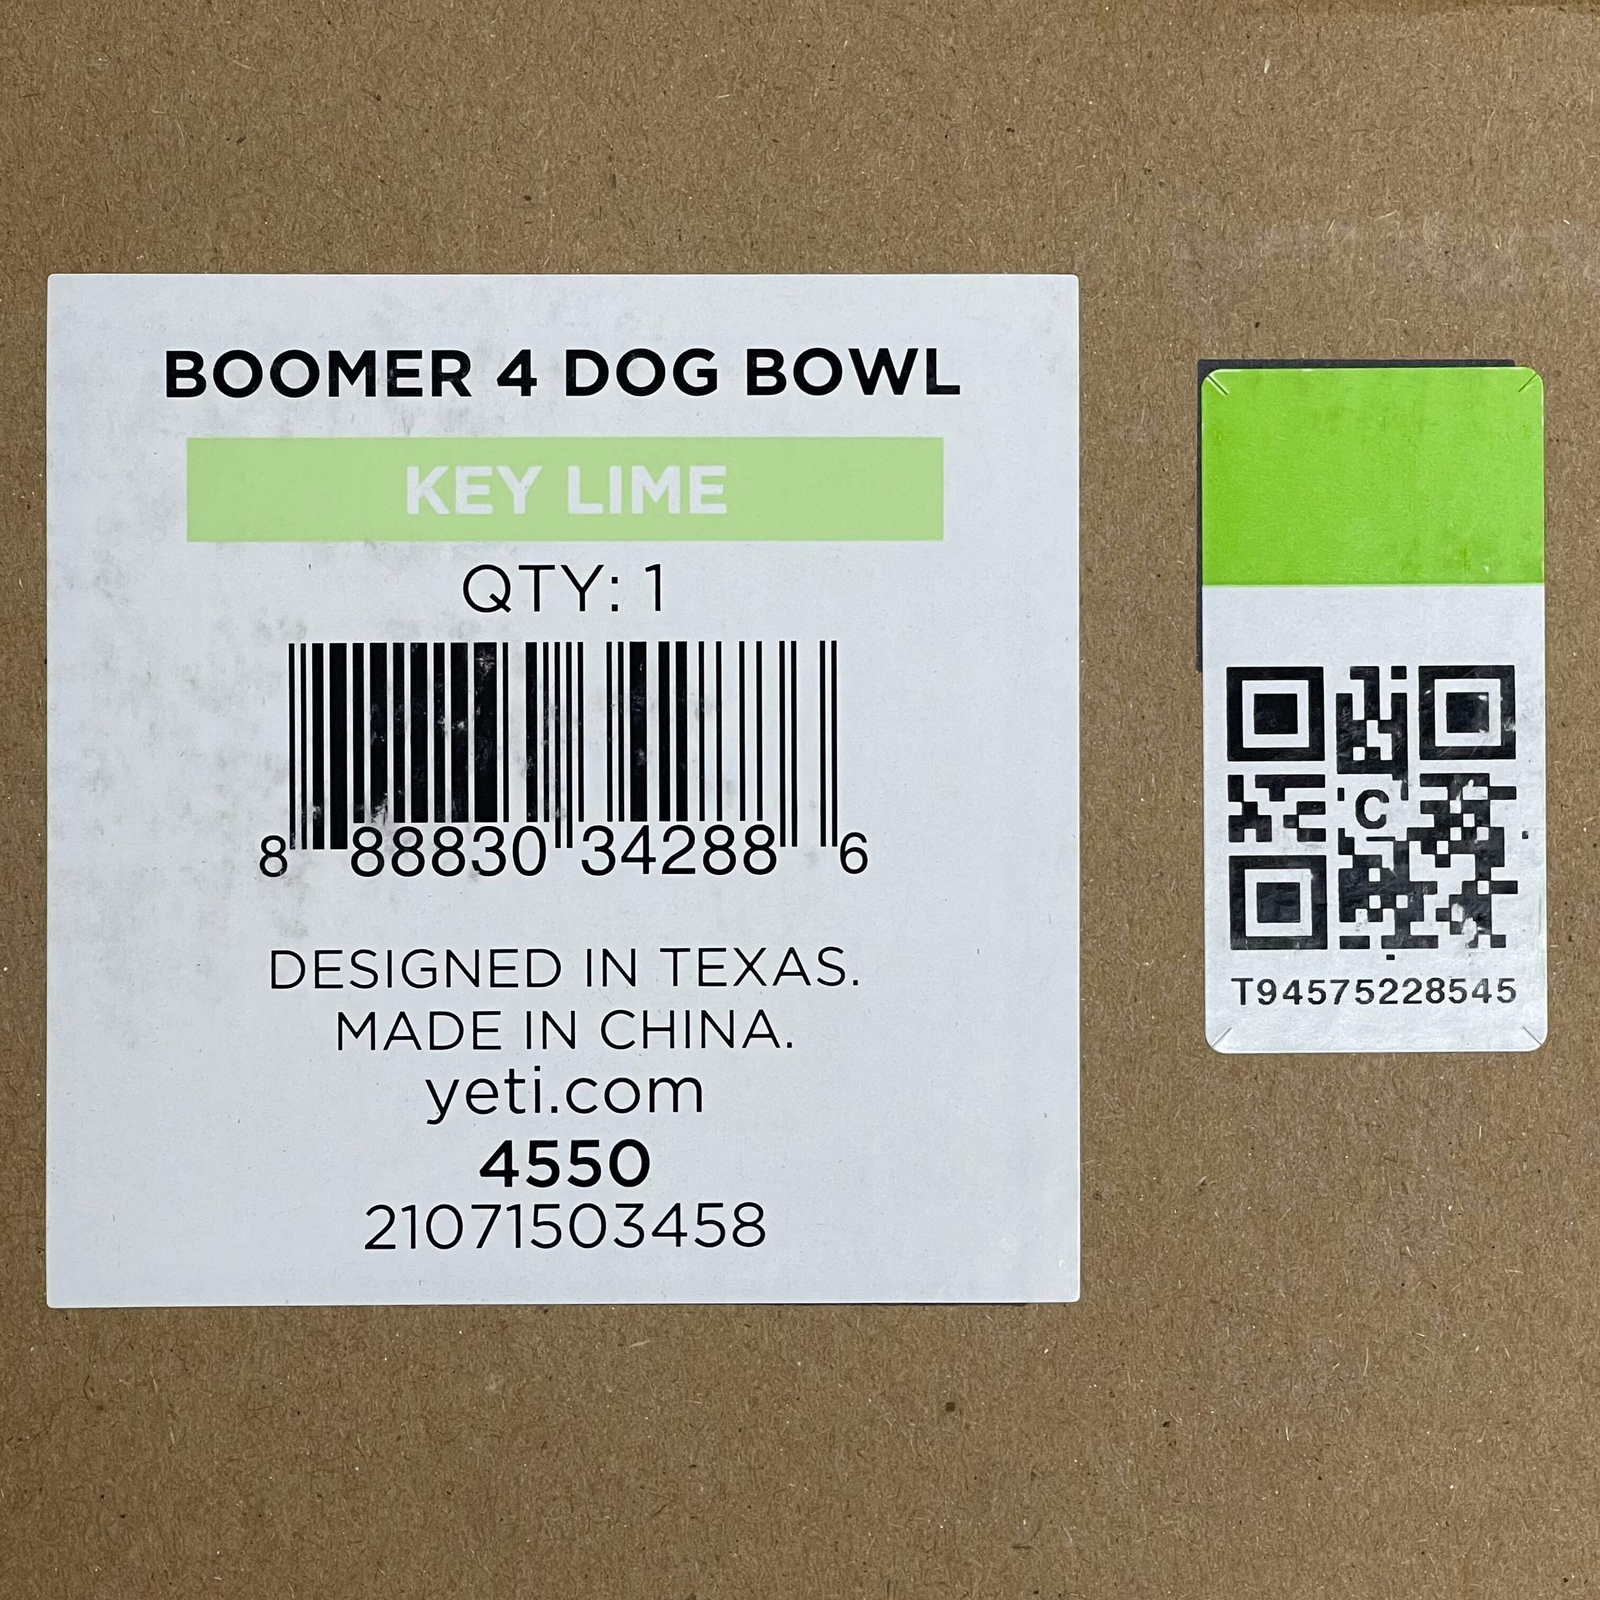 BOOMER 4 DOG BOWL
KEY LIME
QTY: 1
8 88830 34288 6
DESIGNED IN TEXAS.
MADE IN CHINA.
yeti.com
4550
21071503458
C
T94575228545